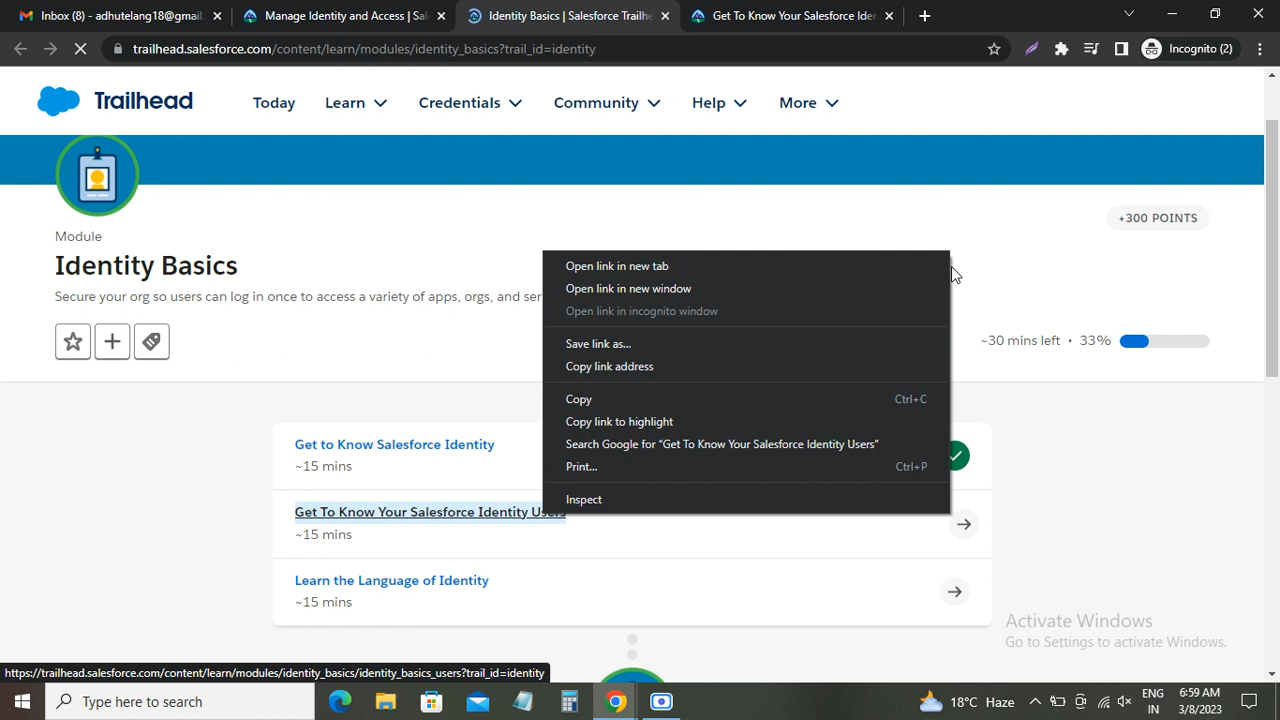 Inbox (8) - adhutelang18@gmail.
Manage Identity and Access | Sal
Identity Basics | Salesforce Trailhe
Get To Know Your Salesforce Iden
trailhead.salesforce.com/content/learn/modules/identity_basics?trail_id=identity
Incognito (2)
Trailhead
Today
Learn
Credentials
Community
Help
More
+300 POINTS
Module
Identity Basics
Secure your org so users can log in once to access a variety of apps, orgs, and ser
~30 mins left • 33%
Open link in new tab
Open link in new window
Open link in incognito window
Save link as...
Copy link address
Copy Ctrl+C
Copy link to highlight
Search Google for "Get To Know Your Salesforce Identity Users"
Print... Ctrl+P
Inspect
Get to Know Salesforce Identity
~15 mins
Get To Know Your Salesforce Identity Users
~15 mins
Learn the Language of Identity
~15 mins
Activate Windows
Go to Settings to activate Windows.
https://trailhead.salesforce.com/content/learn/modules/identity_basics/identity_basics_users?trail_id=identity
Type here to search
18°C Haze
ENG
IN
6:59 AM
3/8/2023